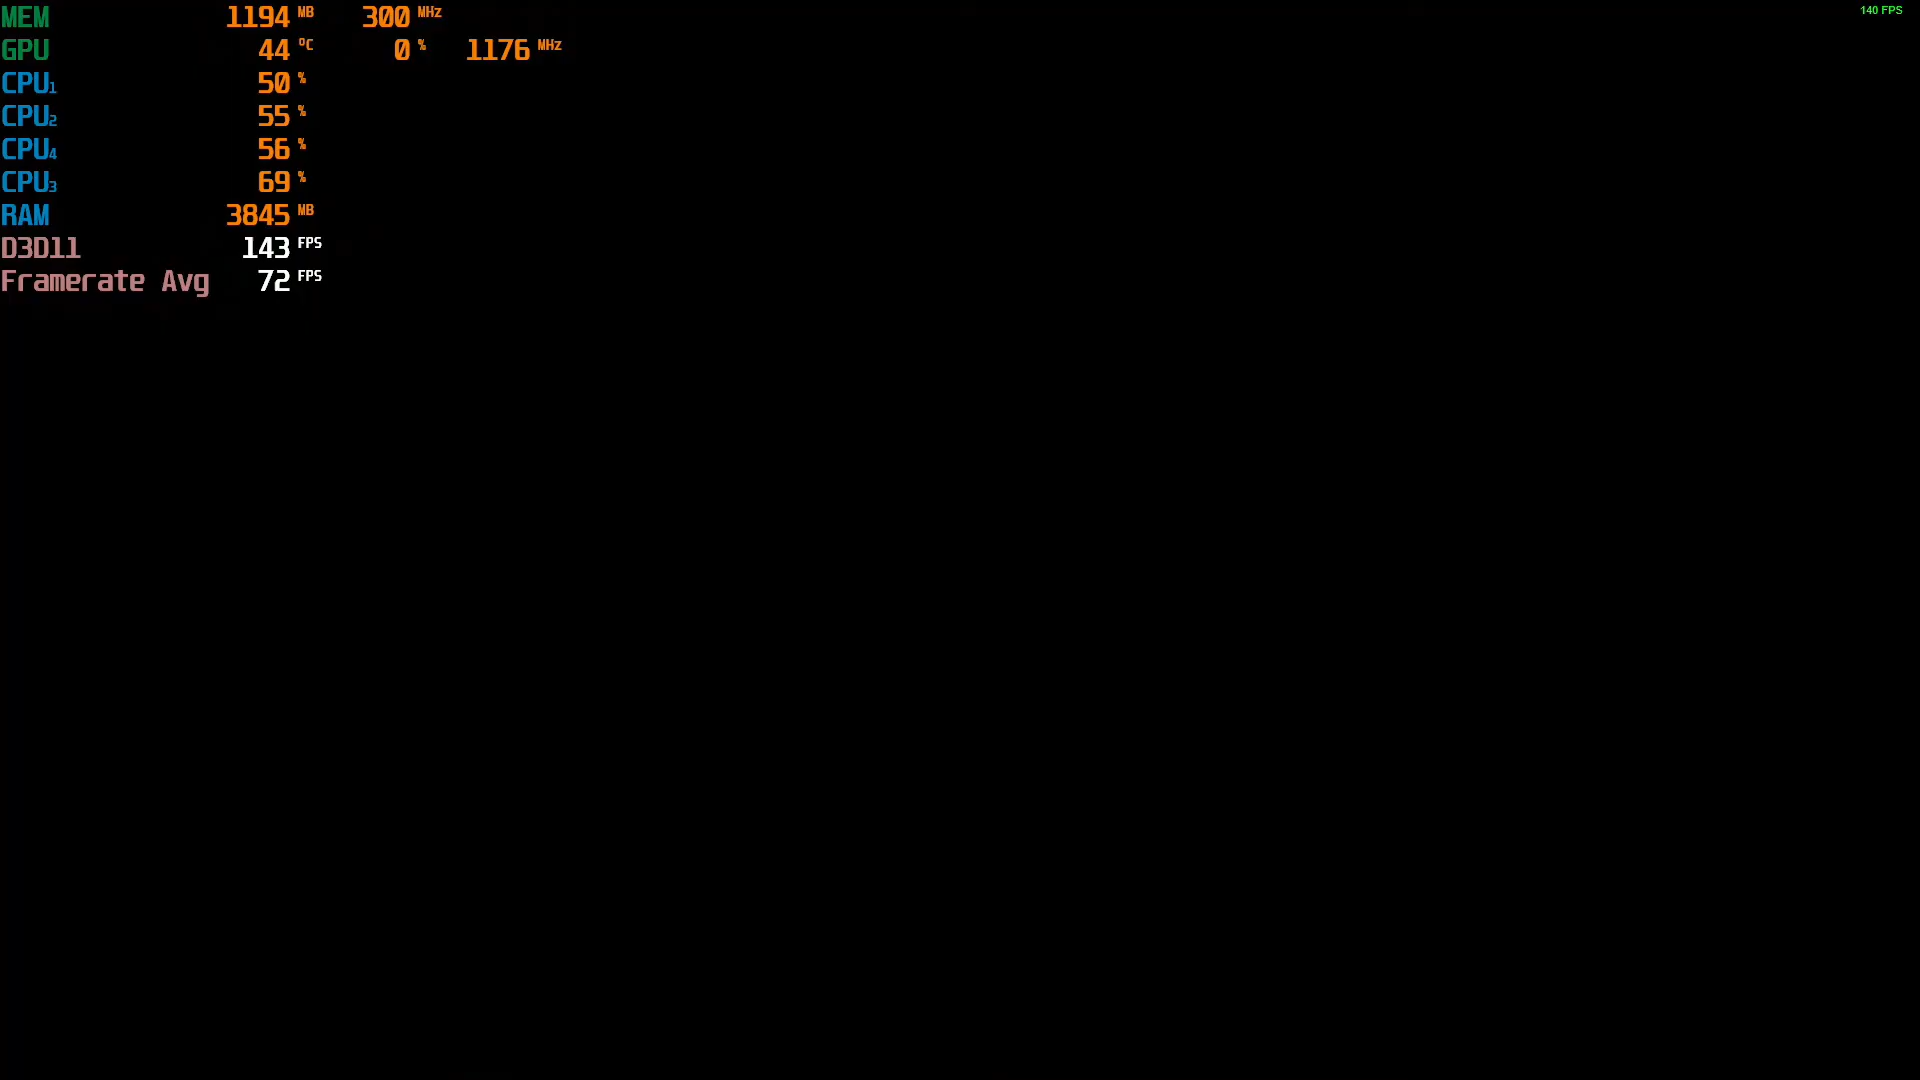 MEM 1194 MB 300 MHz
140 FPS
GPU 44 °C 0 % 1176 MHz
CPU1 50 %
CPU2 55 %
CPU4 56 %
CPU3 69 %
RAM 3845 MB
D3D11 143 FPS
Framerate Avg 72 FPS